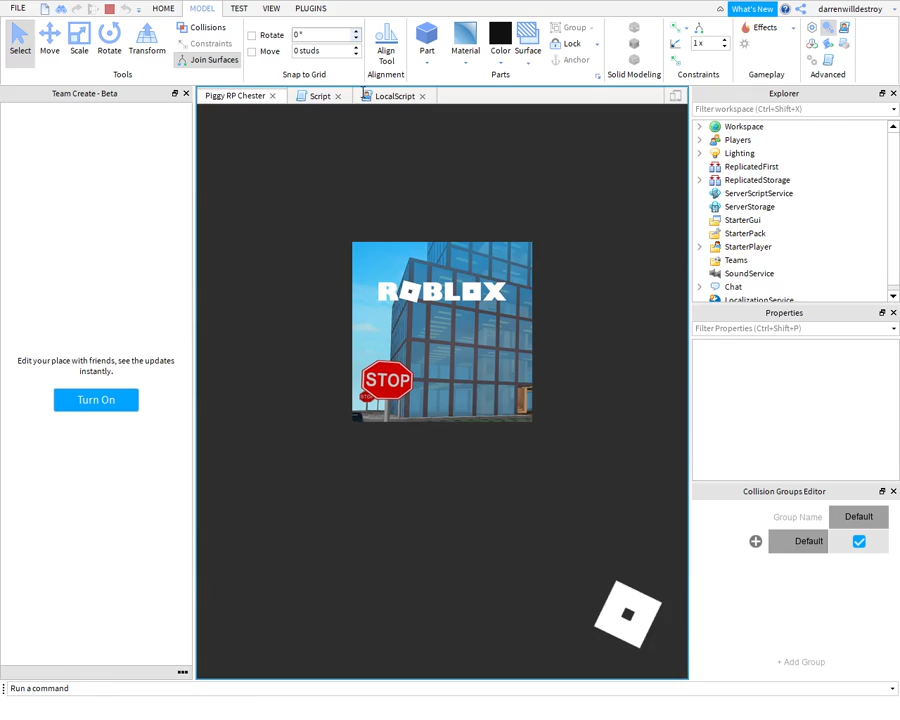 FILE HOME MODEL TEST VIEW PLUGINS What's New darrenwilldestroy
Select Move Scale Rotate Transform
Collisions
Constraints
Join Surfaces
Tools
Rotate 0°
Move 0 studs
Snap to Grid
Align Tool
Alignment
Part Material Color Surface
Group
Lock
Anchor
Parts
Solid Modeling
1 x
Constraints
Effects
Gameplay
Advanced
Team Create - Beta
Edit your place with friends, see the updates
instantly.
Turn On
Piggy RP Chester Script LocalScript
ROBLOX
STOP
STOP
Explorer
Filter workspace (Ctrl+Shift+X)
Workspace
Players
Lighting
ReplicatedFirst
ReplicatedStorage
ServerScriptService
ServerStorage
StarterGui
StarterPack
StarterPlayer
Teams
SoundService
Chat
LocalizationService
Properties
Filter Properties (Ctrl+Shift+P)
Collision Groups Editor
Group Name Default
Default
+ Add Group
Run a command